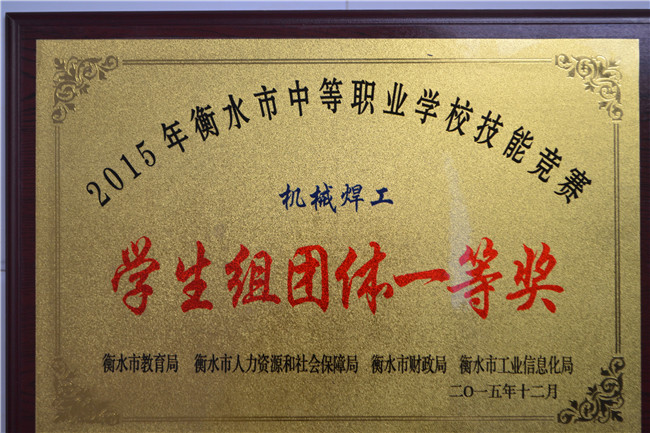 2015年衡水市中等职业学校技能竞赛
机械焊工
学生组团体一等奖
衡水市教育局 衡水市人力资源和社会保障局 衡水市财政局 衡水市工业信息化局
二〇一五年十二月